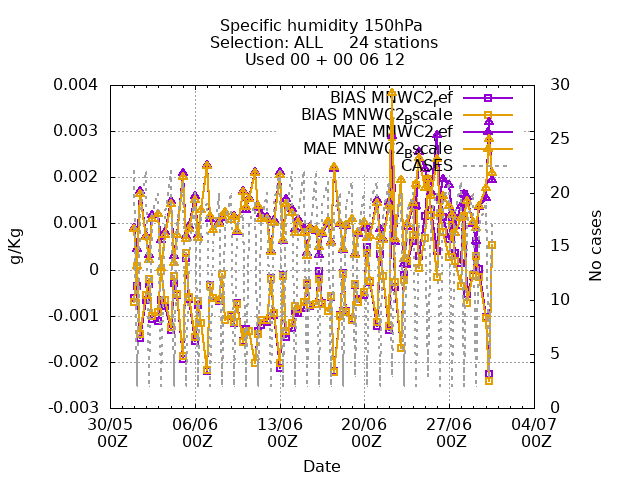 Specific humidity 150hPa
Selection: ALL 24 stations
Used 00 + 00 06 12
BIAS MNWC2_ref
BIAS MNWC2_Bscale
MAE MNWC2_ref
MAE MNWC2_Bscale
CASES
0.004
0.003
0.002
0.001
0
-0.001
-0.002
-0.003
g/Kg
30
25
20
15
10
5
0
No cases
30/05 06/06 13/06 20/06 27/06 04/07
00Z 00Z 00Z 00Z 00Z 00Z
Date